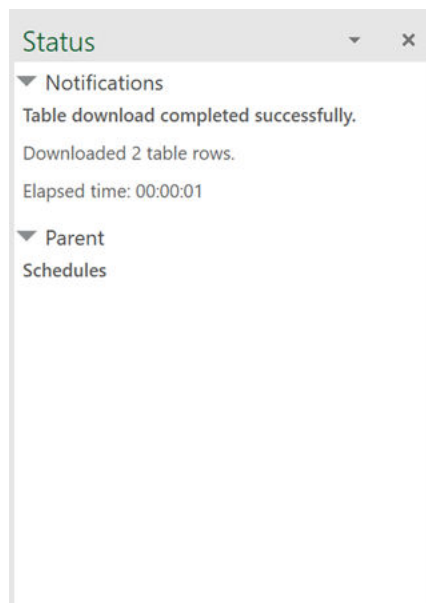 Status
Notifications
Table download completed successfully.
Downloaded 2 table rows.
Elapsed time: 00:00:01
Parent
Schedules